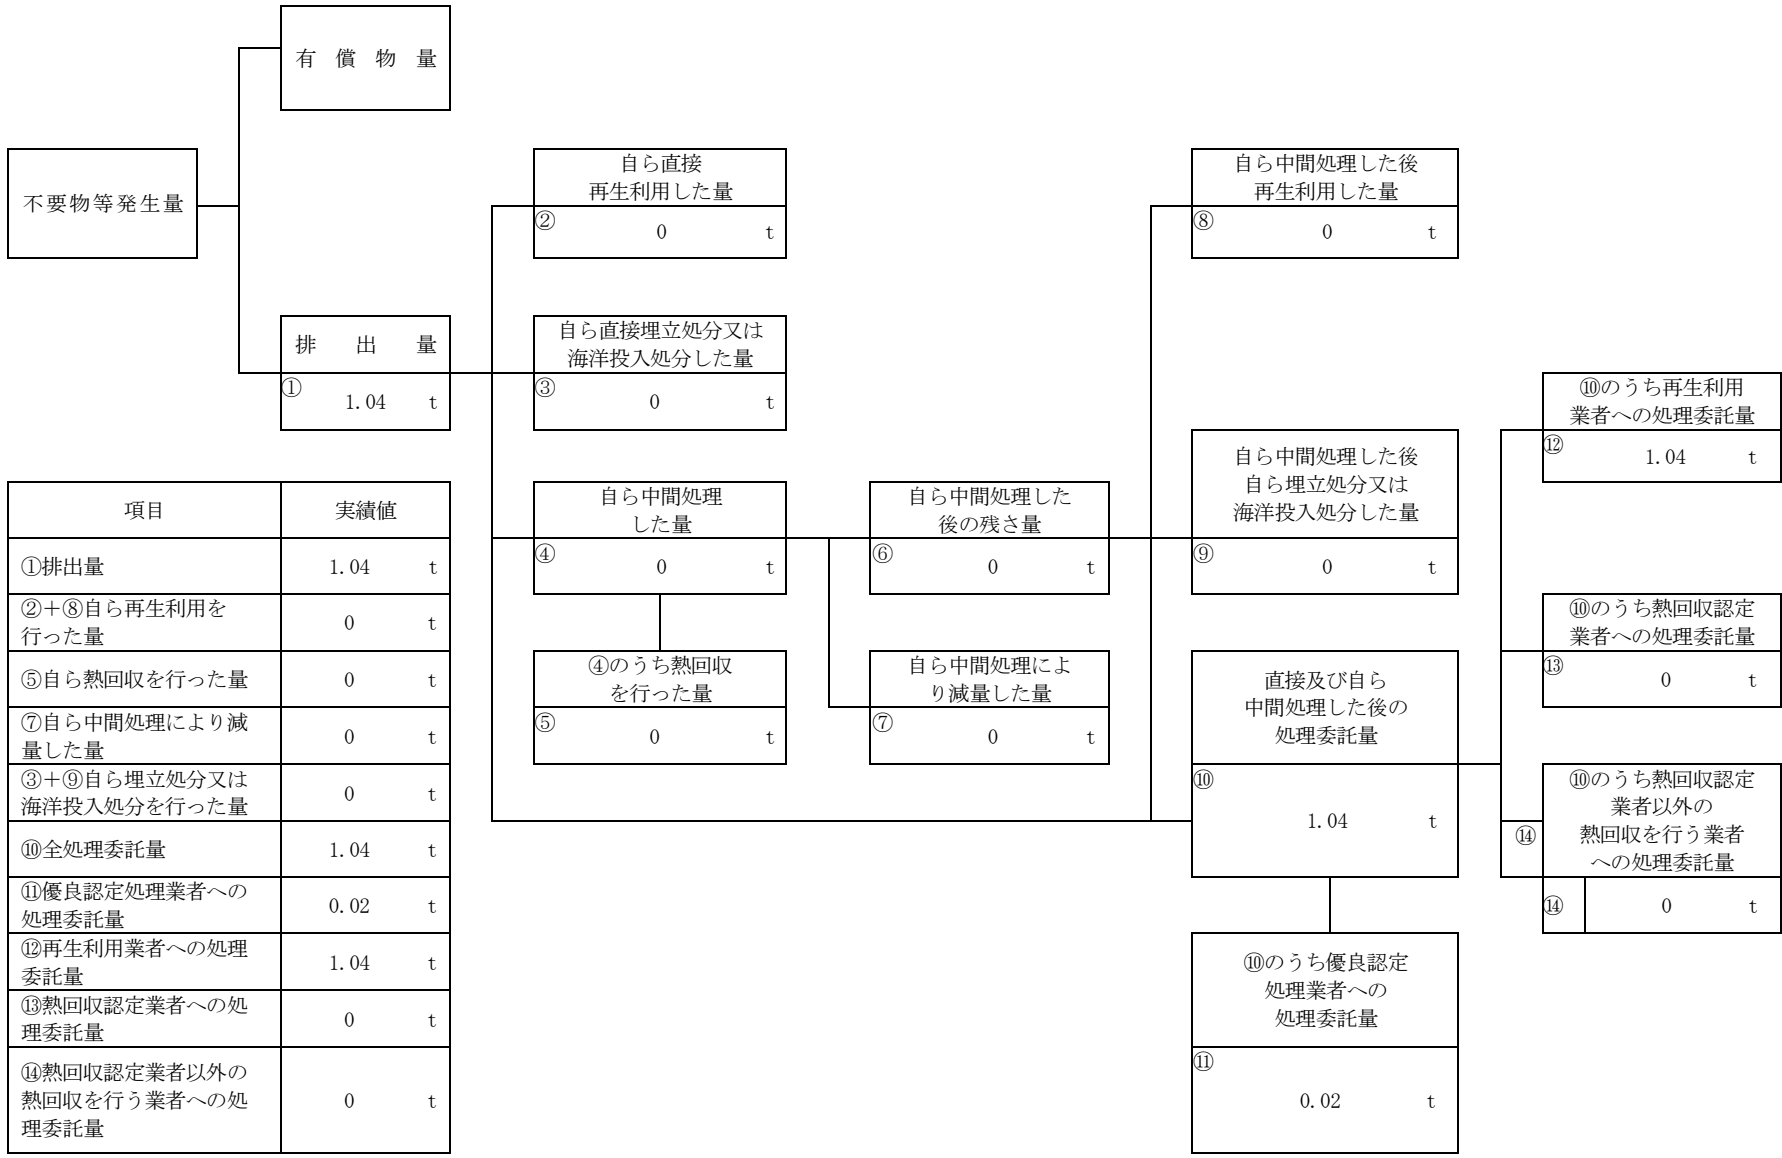 有償物量
不要物等発生量
排出量
① 1.04 t
自ら直接
再生利用した量
② 0 t
自ら直接埋立処分又は
海洋投入処分した量
③ 0 t
自ら中間処理
した量
④ 0 t
④のうち熱回収
を行った量
⑤ 0 t
自ら中間処理した
後の残さ量
⑥ 0 t
自ら中間処理によ
り減量した量
⑦ 0 t
自ら中間処理した後
再生利用した量
⑧ 0 t
自ら中間処理した後
自ら埋立処分又は
海洋投入処分した量
⑨ 0 t
直接及び自ら
中間処理した後の
処理委託量
⑩
1.04 t
⑩のうち優良認定
処理業者への
処理委託量
⑪
0.02 t
⑩のうち再生利用
業者への処理委託量
⑫ 1.04 t
⑩のうち熱回収認定
業者への処理委託量
⑬ 0 t
⑩のうち熱回収認定
業者以外の
熱回収を行う業者
への処理委託量
⑭
⑭ 0 t
項目 実績値
①排出量 1.04 t
②＋⑧自ら再生利用を
行った量 0 t
⑤自ら熱回収を行った量 0 t
⑦自ら中間処理により減
量した量 0 t
③＋⑨自ら埋立処分又は
海洋投入処分を行った量 0 t
⑩全処理委託量 1.04 t
⑪優良認定処理業者への
処理委託量 0.02 t
⑫再生利用業者への処理
委託量 1.04 t
⑬熱回収認定業者への処
理委託量 0 t
⑭熱回収認定業者以外の
熱回収を行う業者への処 0 t
理委託量